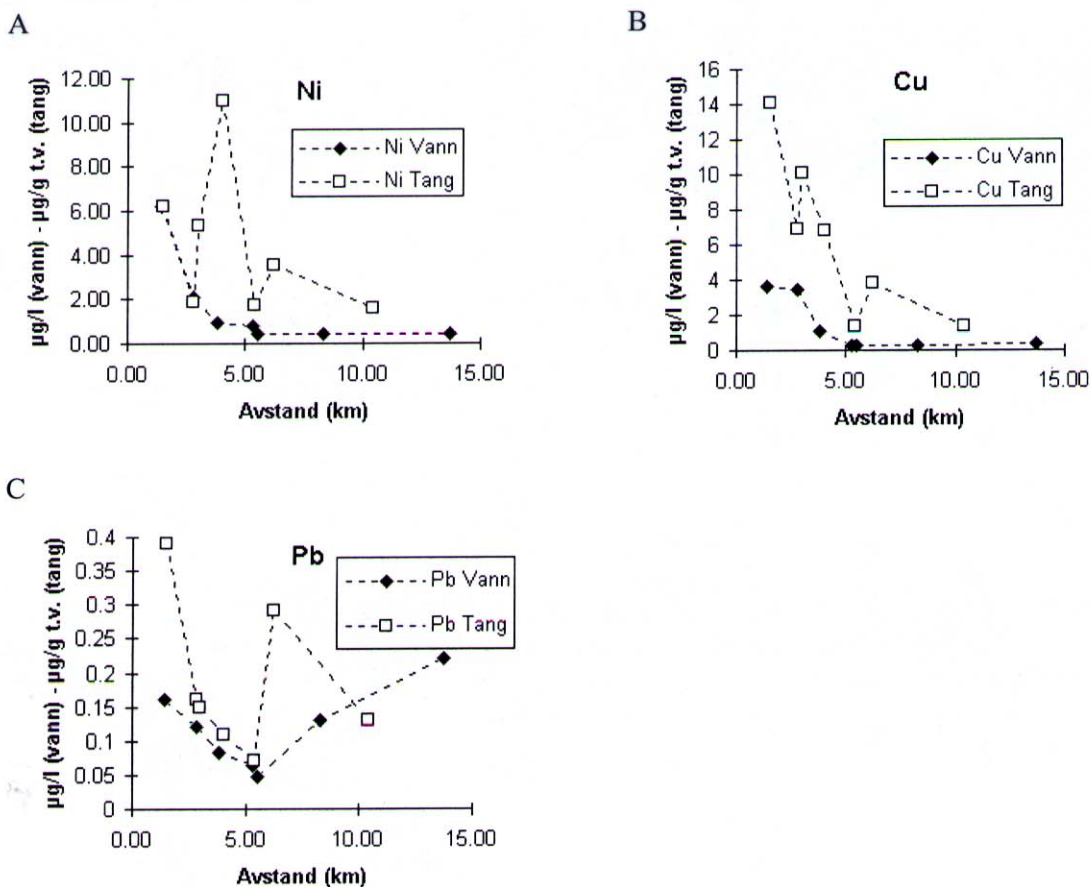 A
Ni
µg/l (vann) - µg/g t.v. (tang)
12.00
10.00
8.00
6.00
4.00
2.00
0.00
Ni Vann
Ni Tang
0.00 5.00 10.00 15.00
Avstand (km)
B
Cu
µg/l (vann) - µg/g t.v. (tang)
16
14
12
10
8
6
4
2
0
Cu Vann
Cu Tang
0.00 5.00 10.00 15.00
Avstand (km)
C
Pb
µg/l (vann) - µg/g t.v. (tang)
0.4
0.35
0.3
0.25
0.2
0.15
0.1
0.05
0
Pb Vann
Pb Tang
0.00 5.00 10.00 15.00
Avstand (km)